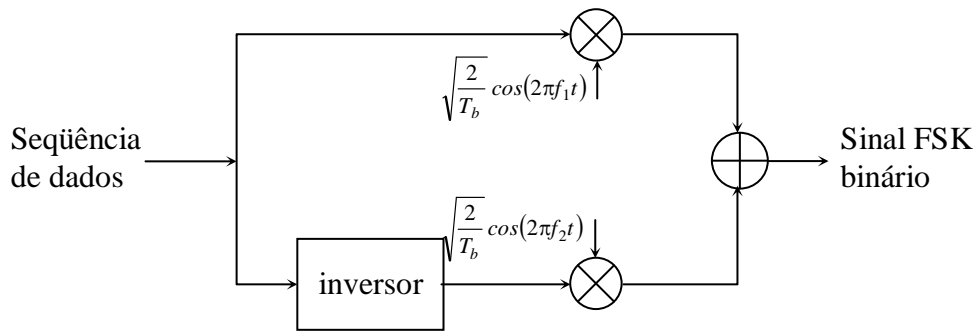 √(2/T_b) cos(2πf₁t)
Seqüência
de dados
Sinal FSK
binário
√(2/T_b) cos(2πf₂t)
inversor